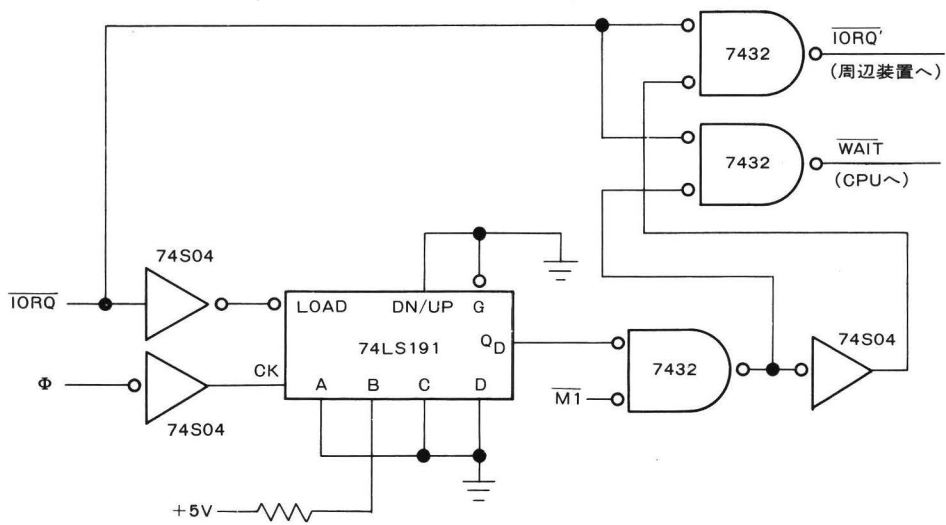 7432
IORQ'
(周辺装置へ)
7432
WAIT
(CPUへ)
74S04
IORQ
LOAD DN/UP G
74LS191
QD
CK
A B C D
Φ
74S04
7432
M1
74S04
+5V